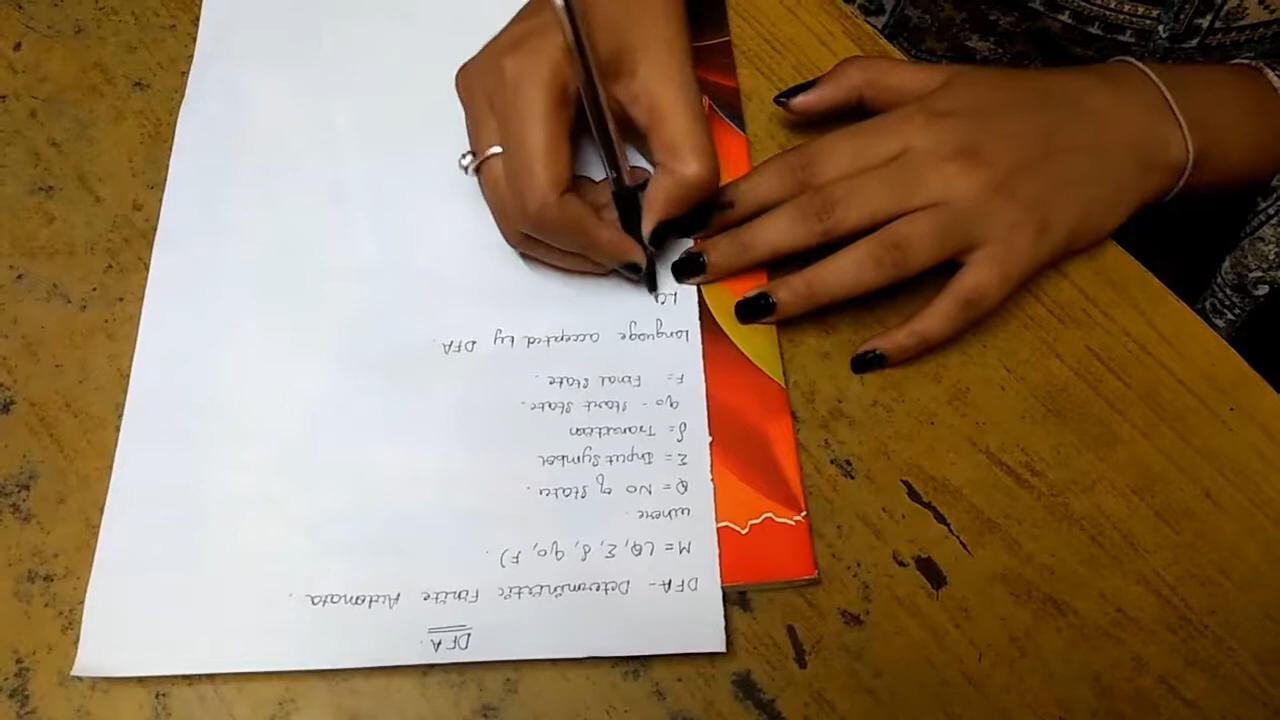 DFA.
DFA - Deterministic Finite Automata.
M = (Q, Σ, δ, q0, F).
where.
Q = No of States.
Σ = Input Symbol
δ = Transition
q0 - Start State.
F = Final State.
Language accepted by DFA.
L(